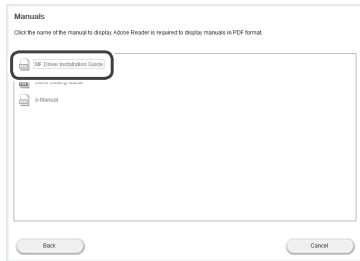 Manuals
Click the name of the manual to display. Adobe Reader is required to display manuals in PDF format.
MF Driver Installation Guide
e-Manual
Back
Cancel